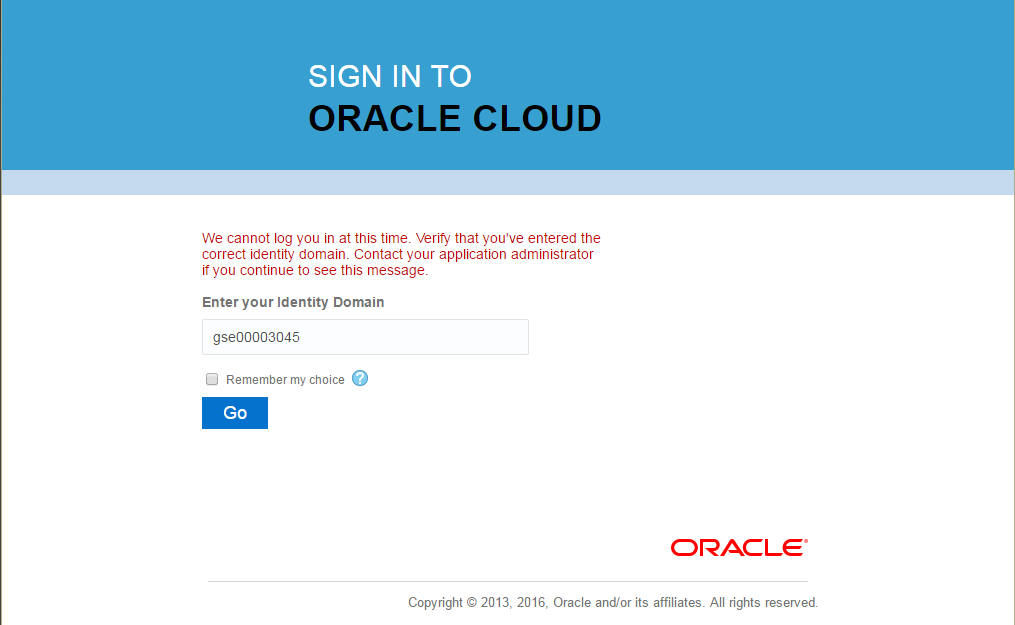 SIGN IN TO
ORACLE CLOUD
We cannot log you in at this time. Verify that you've entered the
correct identity domain. Contact your application administrator
if you continue to see this message.
Enter your Identity Domain
gse00003045
Remember my choice ?
Go
ORACLE®
Copyright © 2013, 2016, Oracle and/or its affiliates. All rights reserved.